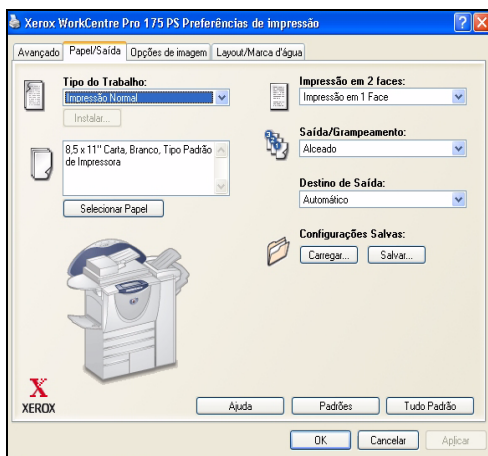 Xerox WorkCentre Pro 175 PS Preferências de impressão
Avançado Papel/Saída Opções de imagem Layout/Marca d'água
Tipo do Trabalho:
Impressão Normal
Instalar...
8,5 x 11" Carta, Branco, Tipo Padrão
de Impressora
Selecionar Papel
Impressão em 2 faces:
Impressão em 1 Face
Saída/Grampeamento:
Alceado
Destino de Saída:
Automático
Configurações Salvas:
Carregar... Salvar...
X
XEROX
Ajuda Padrões Tudo Padrão
OK Cancelar Aplicar